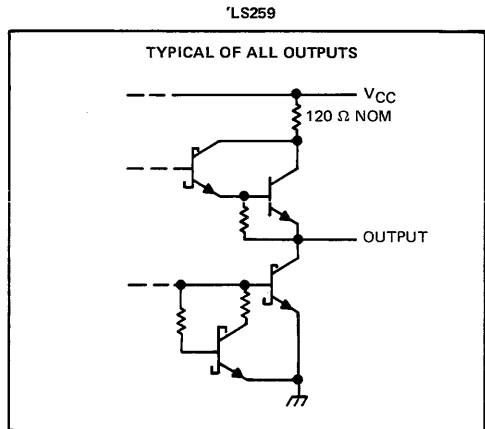 'LS259
TYPICAL OF ALL OUTPUTS
VCC
120 Ω NOM
OUTPUT